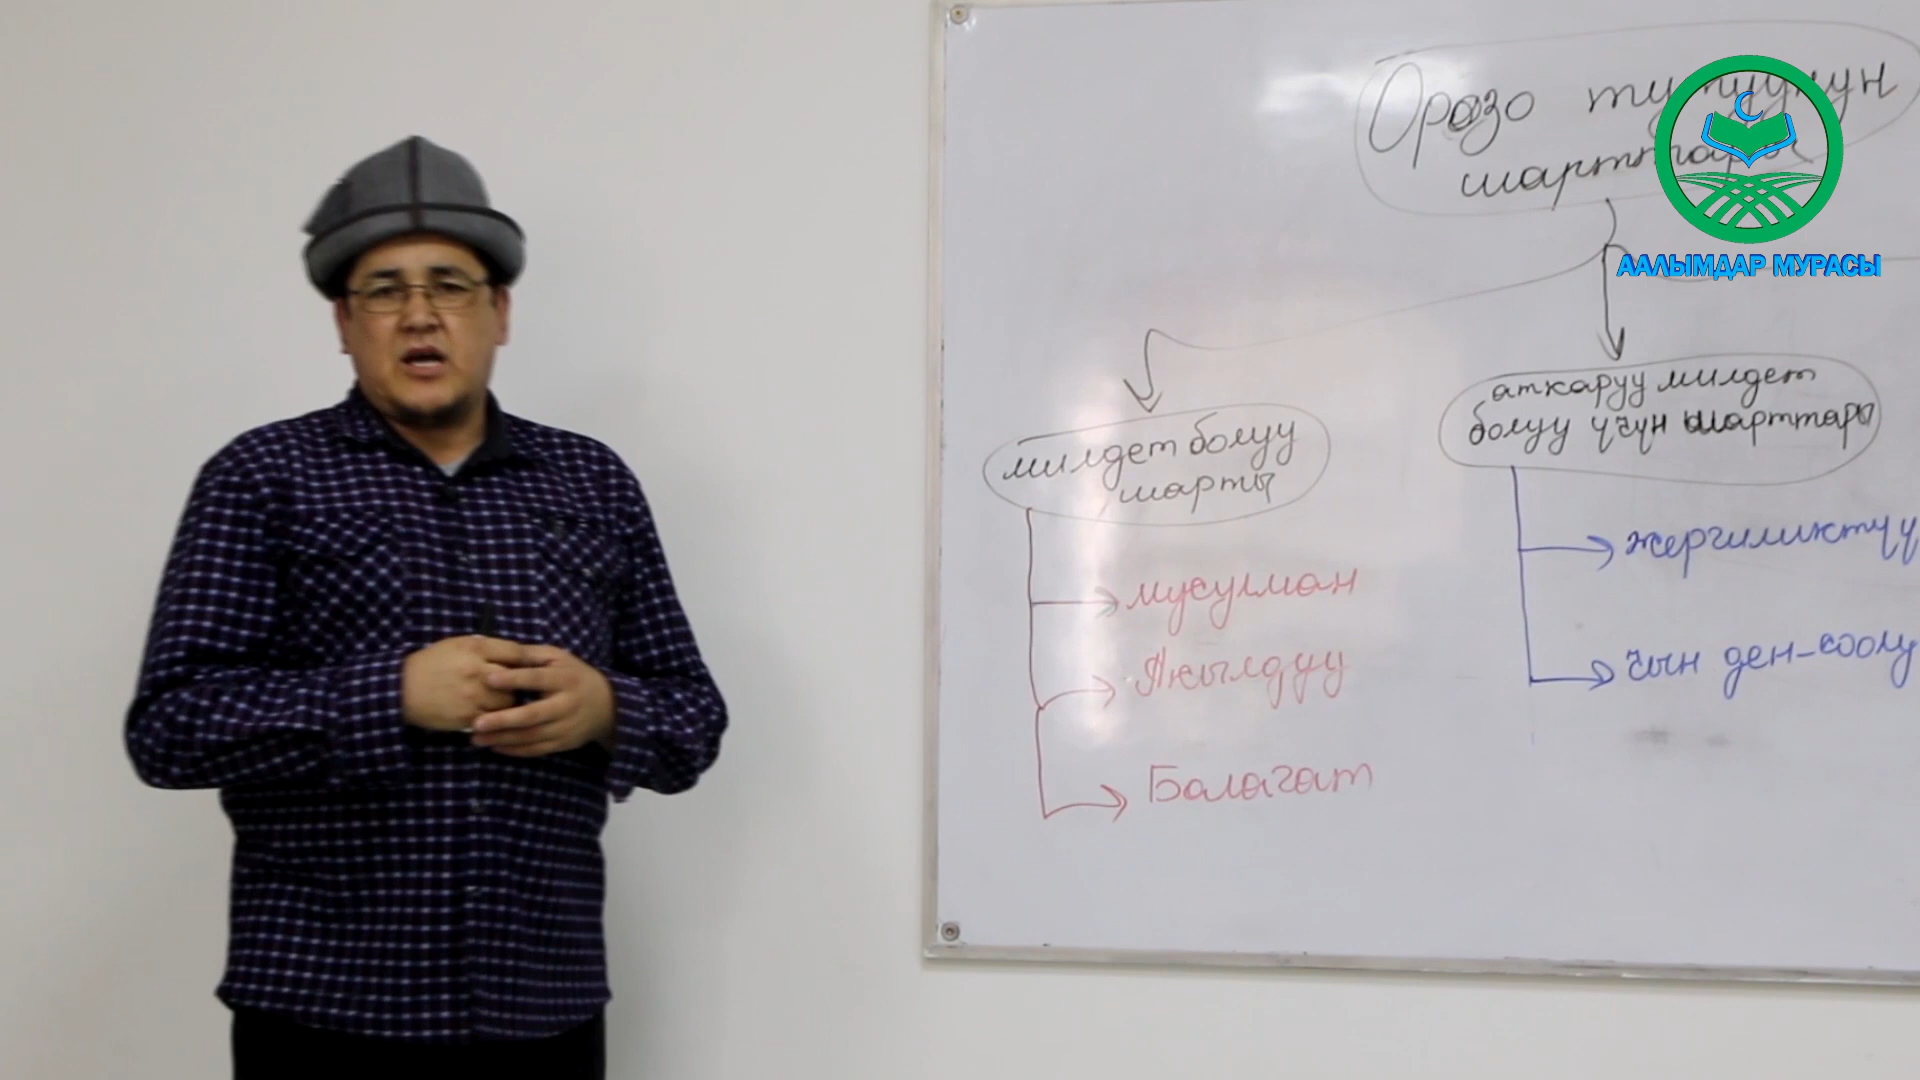 Орозо тутуунун
шарттары
ААЛЫМДАР МУРАСЫ
милдет болуу
шарты
мусулман
Акылдуу
Балагат
аткаруу милдет
болуу үчүн шарттары
жергиликтүү
чын ден-соолу